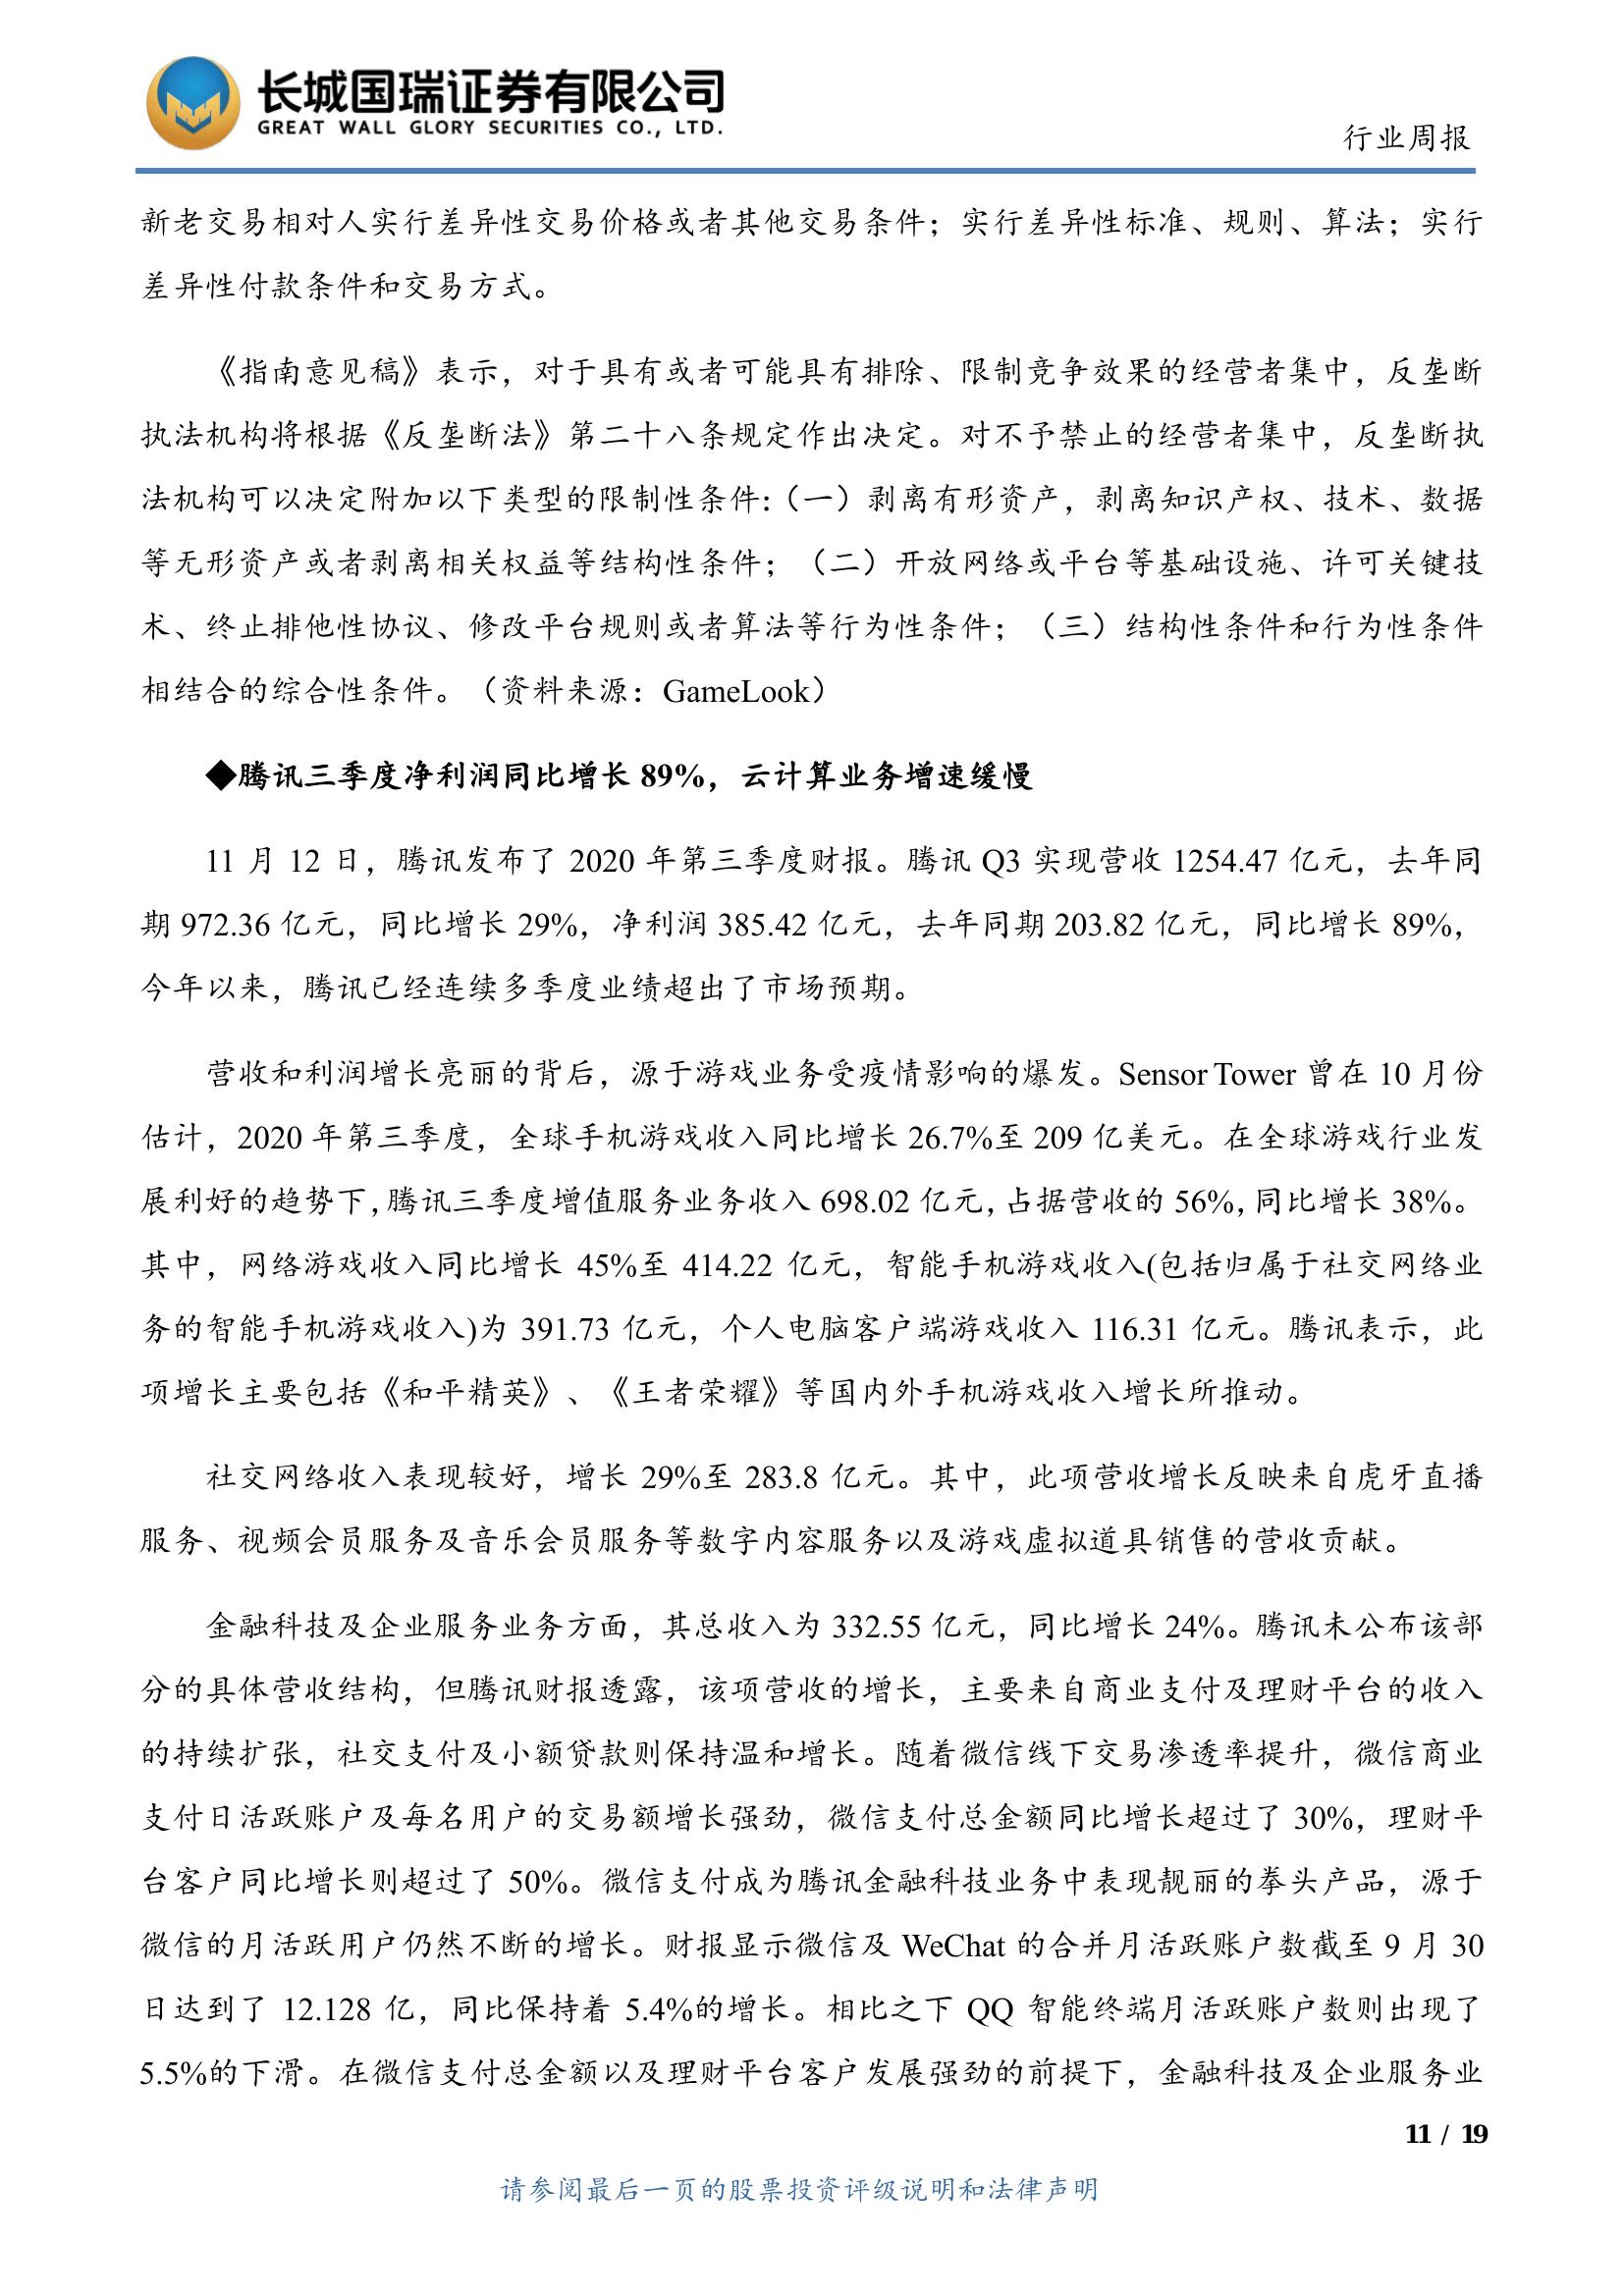 长城国瑞证券有限公司
GREAT WALL GLORY SECURITIES CO., LTD.
行业周报
新老交易相对人实行差异性交易价格或者其他交易条件；实行差异性标准、规则、算法；实行
差异性付款条件和交易方式。
《指南意见稿》表示，对于具有或者可能具有排除、限制竞争效果的经营者集中，反垄断
执法机构将根据《反垄断法》第二十八条规定作出决定。对不予禁止的经营者集中，反垄断执
法机构可以决定附加以下类型的限制性条件：（一）剥离有形资产，剥离知识产权、技术、数据
等无形资产或者剥离相关权益等结构性条件；（二）开放网络或平台等基础设施、许可关键技
术、终止排他性协议、修改平台规则或者算法等行为性条件；（三）结构性条件和行为性条件
相结合的综合性条件。（资料来源：GameLook）
◆腾讯三季度净利润同比增长 89%，云计算业务增速缓慢
11 月 12 日，腾讯发布了 2020 年第三季度财报。腾讯 Q3 实现营收 1254.47 亿元，去年同
期 972.36 亿元，同比增长 29%，净利润 385.42 亿元，去年同期 203.82 亿元，同比增长 89%，
今年以来，腾讯已经连续多季度业绩超出了市场预期。
营收和利润增长亮丽的背后，源于游戏业务受疫情影响的爆发。Sensor Tower 曾在 10 月份
估计，2020 年第三季度，全球手机游戏收入同比增长 26.7%至 209 亿美元。在全球游戏行业发
展利好的趋势下，腾讯三季度增值服务业务收入 698.02 亿元，占据营收的 56%，同比增长 38%。
其中，网络游戏收入同比增长 45%至 414.22 亿元，智能手机游戏收入(包括归属于社交网络业
务的智能手机游戏收入)为 391.73 亿元，个人电脑客户端游戏收入 116.31 亿元。腾讯表示，此
项增长主要包括《和平精英》、《王者荣耀》等国内外手机游戏收入增长所推动。
社交网络收入表现较好，增长 29%至 283.8 亿元。其中，此项营收增长反映来自虎牙直播
服务、视频会员服务及音乐会员服务等数字内容服务以及游戏虚拟道具销售的营收贡献。
金融科技及企业服务业务方面，其总收入为 332.55 亿元，同比增长 24%。腾讯未公布该部
分的具体营收结构，但腾讯财报透露，该项营收的增长，主要来自商业支付及理财平台的收入
的持续扩张，社交支付及小额贷款则保持温和增长。随着微信线下交易渗透率提升，微信商业
支付日活跃账户及每名用户的交易额增长强劲，微信支付总金额同比增长超过了 30%，理财平
台客户同比增长则超过了 50%。微信支付成为腾讯金融科技业务中表现靓丽的拳头产品，源于
微信的月活跃用户仍然不断的增长。财报显示微信及 WeChat 的合并月活跃账户数截至 9 月 30
日达到了 12.128 亿，同比保持着 5.4%的增长。相比之下 QQ 智能终端月活跃账户数则出现了
5.5%的下滑。在微信支付总金额以及理财平台客户发展强劲的前提下，金融科技及企业服务业
11 / 19
请参阅最后一页的股票投资评级说明和法律声明